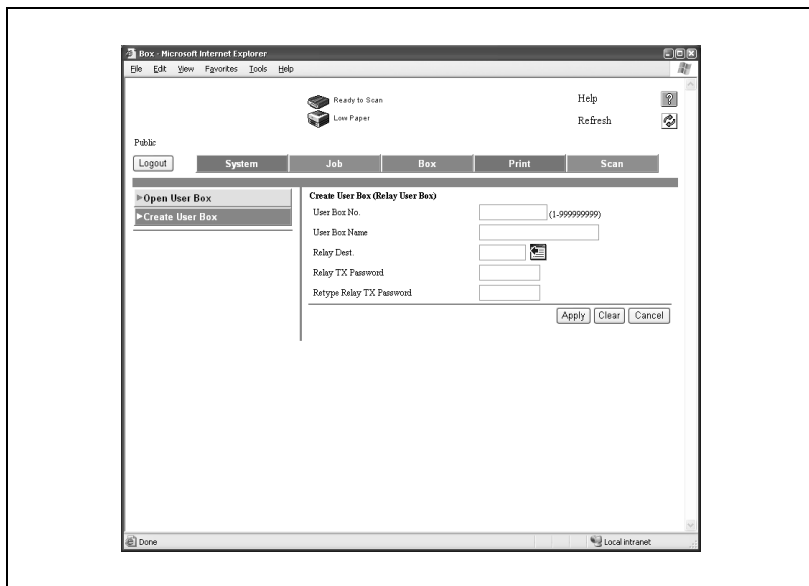 Box - Microsoft Internet Explorer
File Edit View Favorites Tools Help
Ready to Scan
Help
Low Paper
Refresh
Public
Logout System Job Box Print Scan
Open User Box
Create User Box
Create User Box (Relay User Box)
User Box No. (1-999999999)
User Box Name
Relay Dest.
Relay TX Password
Retype Relay TX Password
Apply Clear Cancel
Done Local intranet